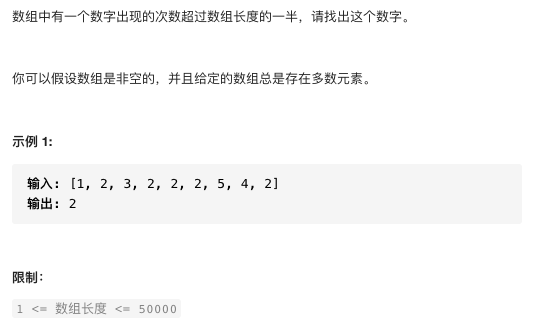 数组中有一个数字出现的次数超过数组长度的一半，请找出这个数字。
你可以假设数组是非空的，并且给定的数组总是存在多数元素。
示例 1:
输入: [1, 2, 3, 2, 2, 2, 5, 4, 2]
输出: 2
限制：
1 <= 数组长度 <= 50000